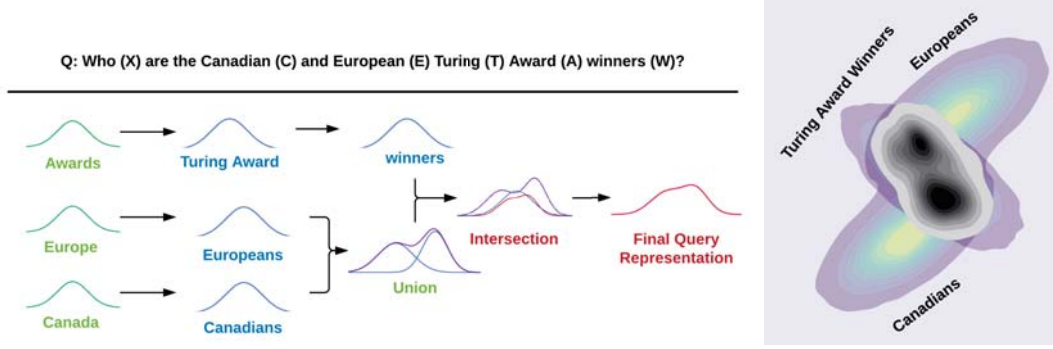 Q: Who (X) are the Canadian (C) and European (E) Turing (T) Award (A) winners (W)?
Awards
Turing Award
winners
Europe
Europeans
Canada
Canadians
Union
Intersection
Final Query
Representation
Turing Award Winners
Europeans
Canadians